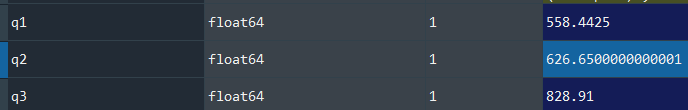 q1 float64 1 558.4425
q2 float64 1 626.6500000000001
q3 float64 1 828.91